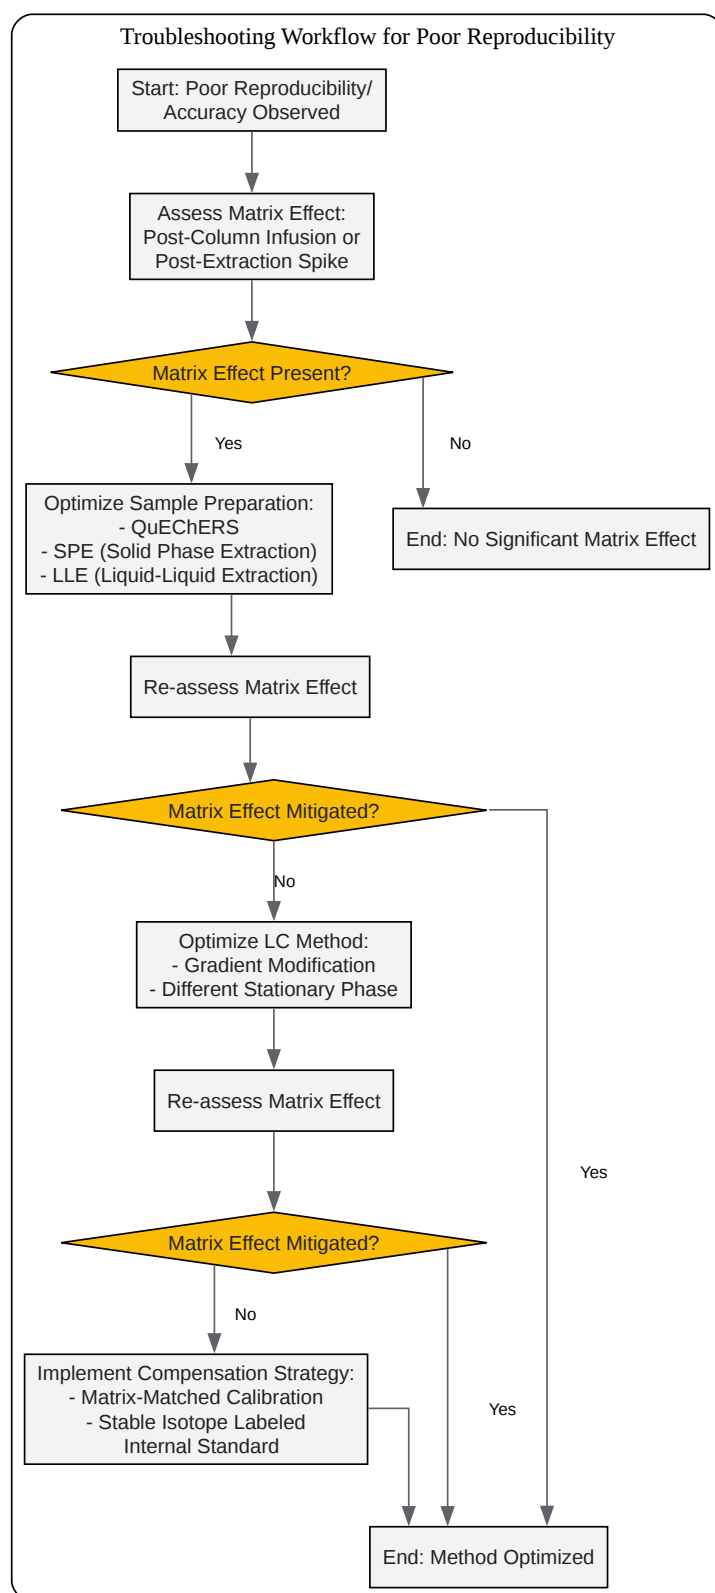 Troubleshooting Workflow for Poor Reproducibility
Start: Poor Reproducibility/
Accuracy Observed
Assess Matrix Effect:
Post-Column Infusion or
Post-Extraction Spike
Matrix Effect Present?
Yes
No
Optimize Sample Preparation:
- QuEChERS
- SPE (Solid Phase Extraction)
- LLE (Liquid-Liquid Extraction)
End: No Significant Matrix Effect
Re-assess Matrix Effect
Matrix Effect Mitigated?
No
Optimize LC Method:
- Gradient Modification
- Different Stationary Phase
Re-assess Matrix Effect
Yes
Matrix Effect Mitigated?
No
Implement Compensation Strategy:
- Matrix-Matched Calibration
- Stable Isotope Labeled
Internal Standard
Yes
End: Method Optimized